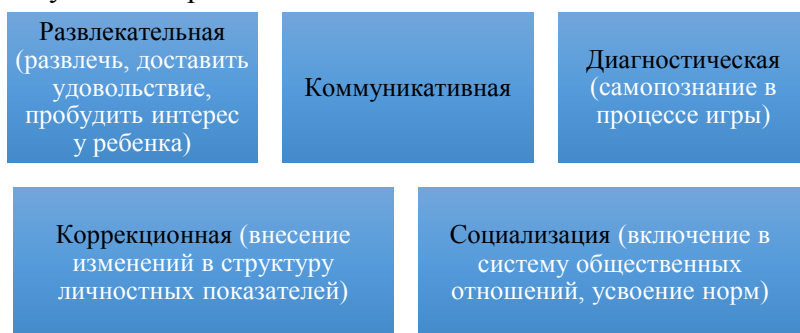 Развлекательная
(развлечь, доставить
удовольствие,
пробудить интерес
у ребенка)
Коммуникативная
Диагностическая
(самопознание в
процессе игры)
Коррекционная (внесение
изменений в структуру
личностных показателей)
Социализация (включение в
систему общественных
отношений, усвоение норм)